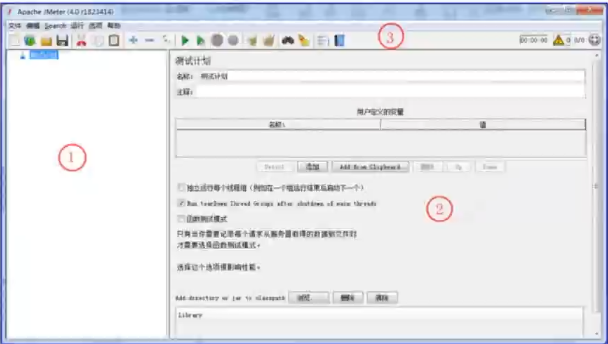 Apache JMeter (4.0 r1823414)
文件 编辑 Search 运行 选项 帮助
③
00:00:00 0 0/0
测试计划
名称: 测试计划
注释:
用户定义的变量
名称: 值
Detail 添加 Add from Clipboard 删除 Up Down
①
②
独立运行每个线程组（例如在一个组运行结束后启动下一个）
Run tearDown Thread Groups after shutdown of main threads
函数测试模式
只有当你需要记录每个请求从服务器取得的数据到文件时
才需要选择函数测试模式。
选择这个选项很影响性能。
Add directory or jar to classpath 浏览... 删除 清除
Library